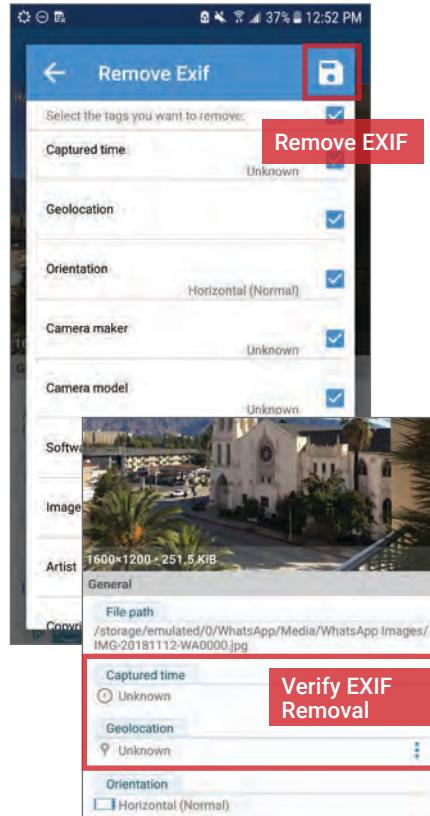 37% 12:52 PM
Remove Exif
Select the tags you want to remove:
Remove EXIF
Captured time
Unknown
Geolocation
Orientation
Horizontal (Normal)
Camera maker
Unknown
Camera model
Unknown
Softwa
Image
Artist
Copyri
1600×1200 - 251.5 KiB
General
File path
/storage/emulated/0/WhatsApp/Media/WhatsApp Images/
IMG-20181112-WA0000.jpg
Captured time
Unknown
Verify EXIF
Removal
Geolocation
Unknown
Orientation
Horizontal (Normal)